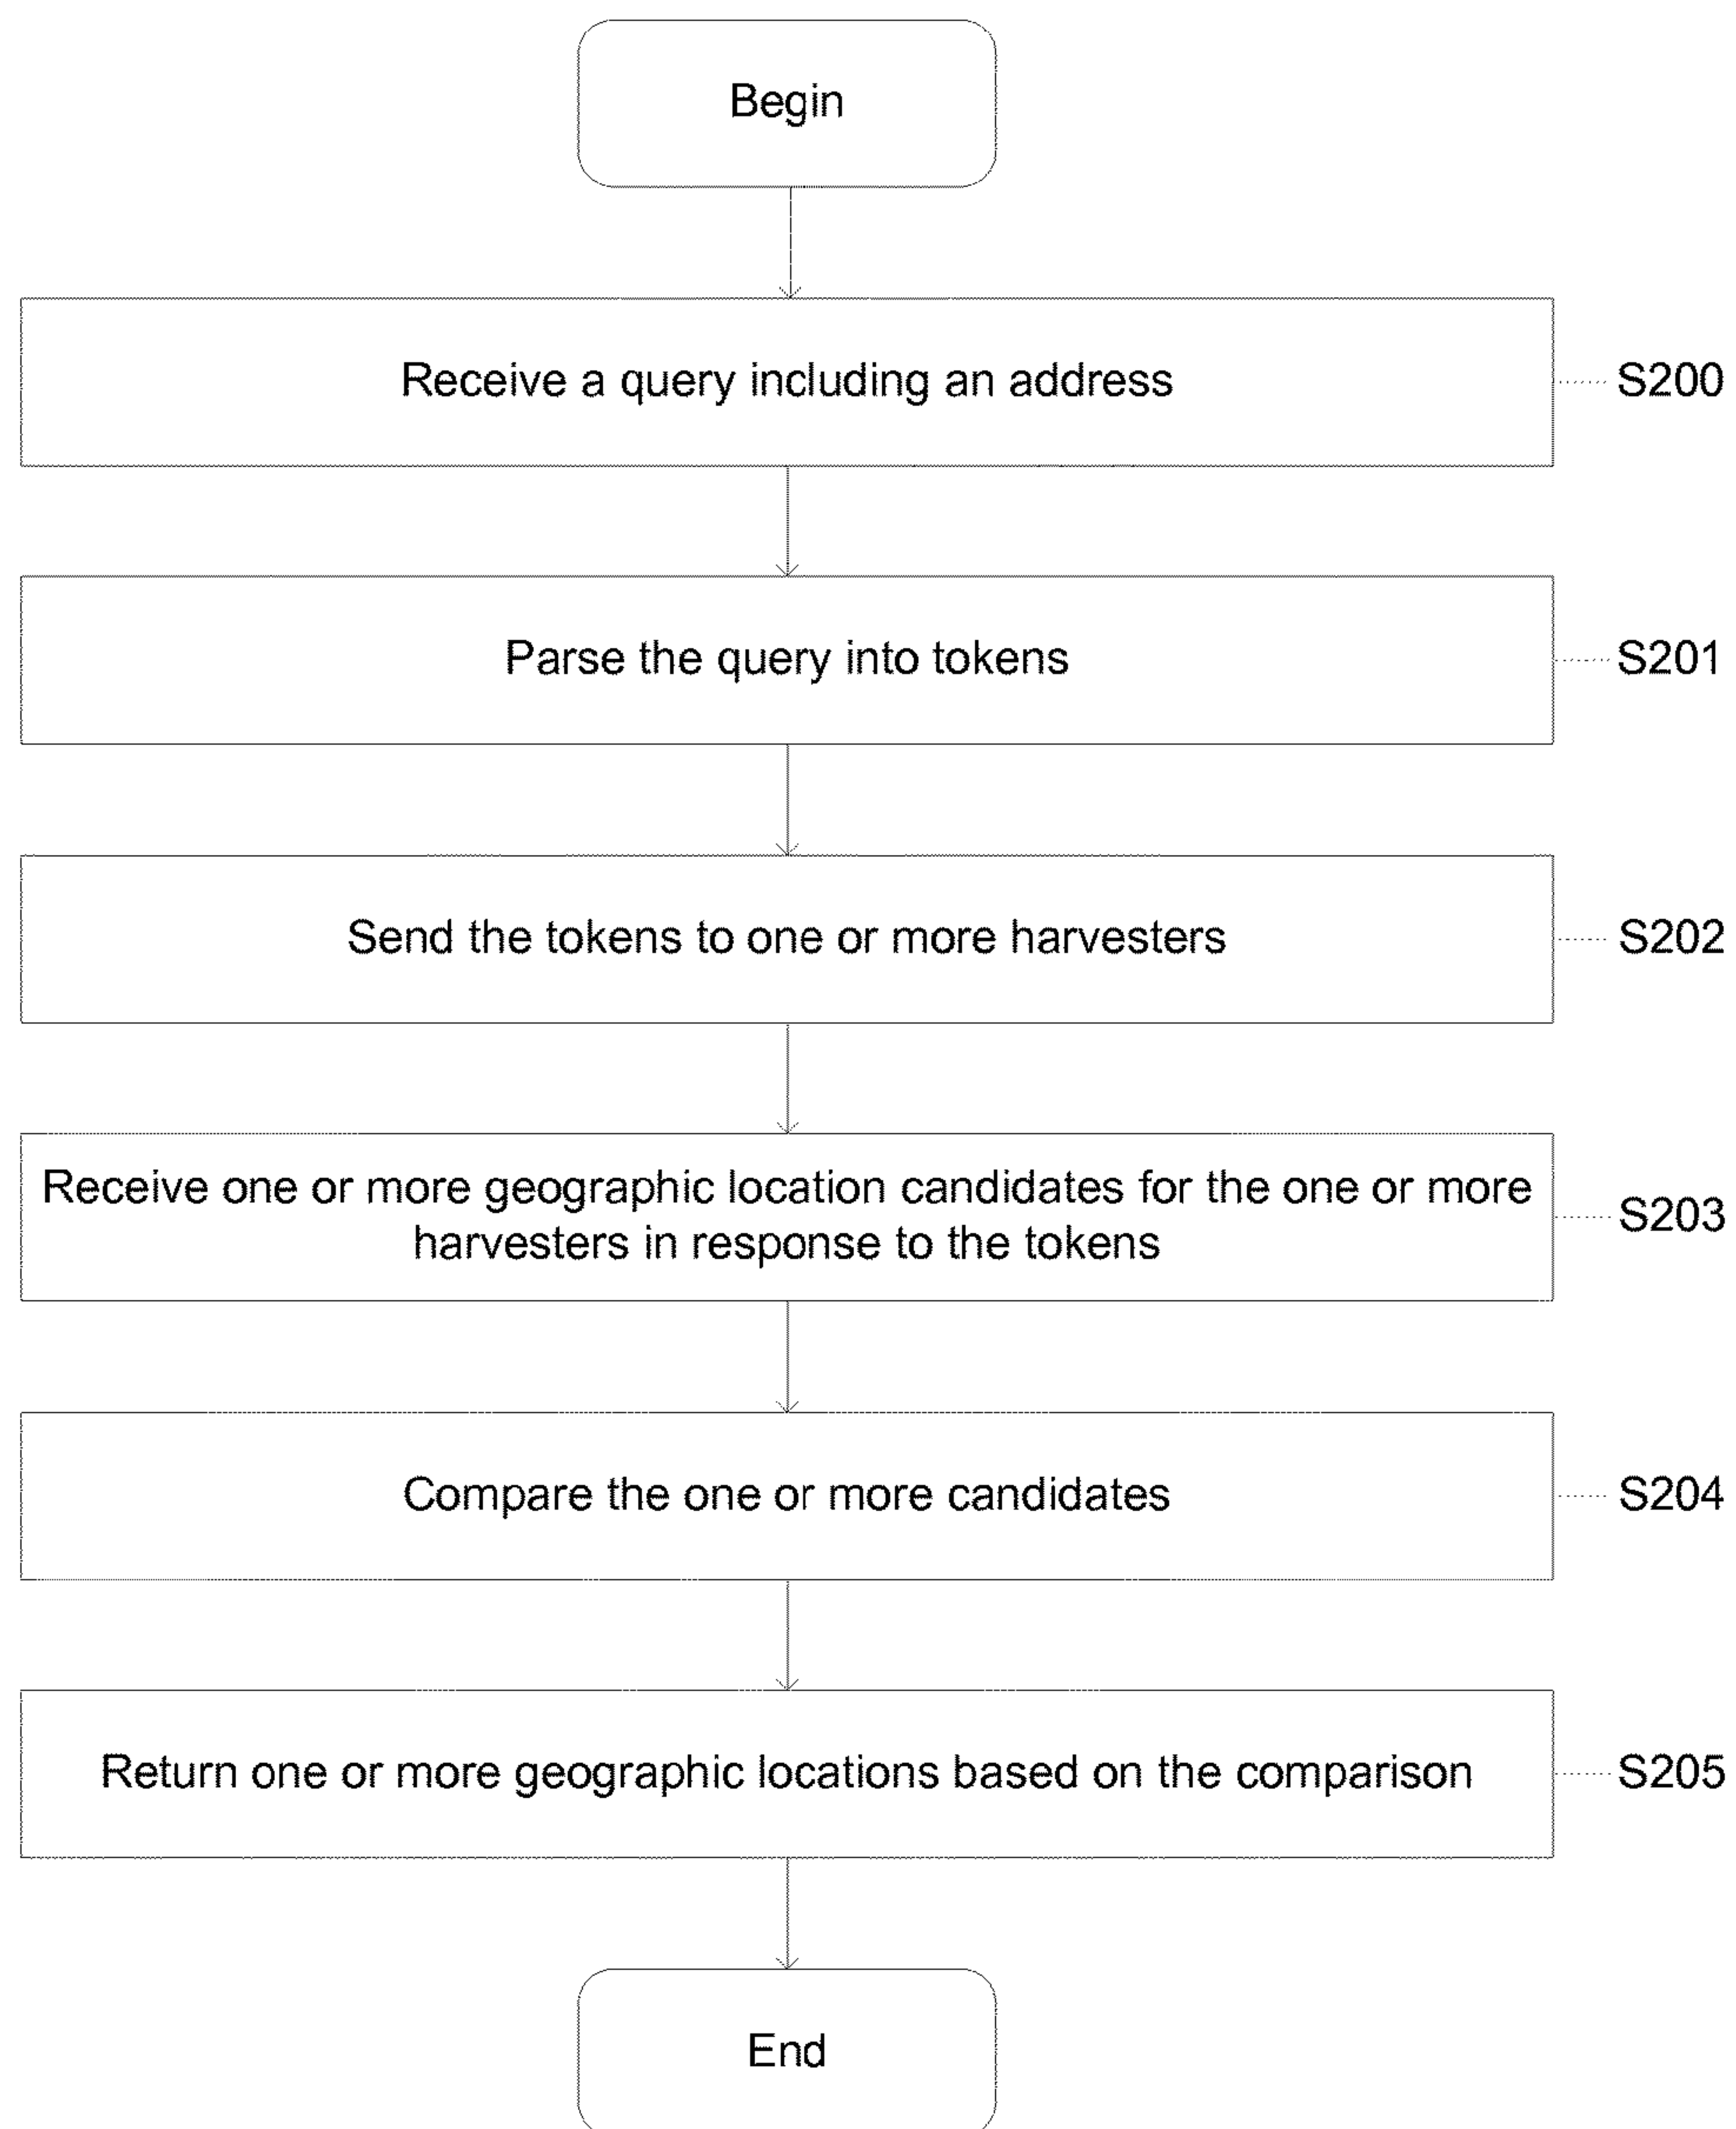 Begin
Receive a query including an address
S200
Parse the query into tokens
S201
Send the tokens to one or more harvesters
S202
Receive one or more geographic location candidates for the one or more
harvesters in response to the tokens
S203
Compare the one or more candidates
S204
Return one or more geographic locations based on the comparison
S205
End